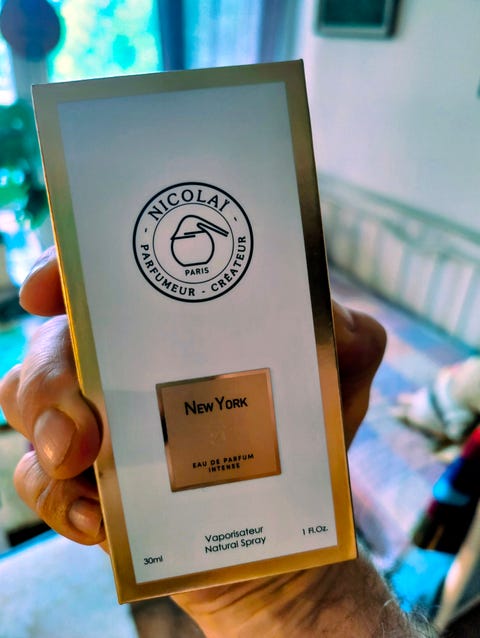 - NICOLAÏ -
PARIS
PARFUMEUR - CRÉATEUR
NEW YORK
EAU DE PARFUM
INTENSE
30ml
Vaporisateur
Natural Spray
1 Fl.Oz.